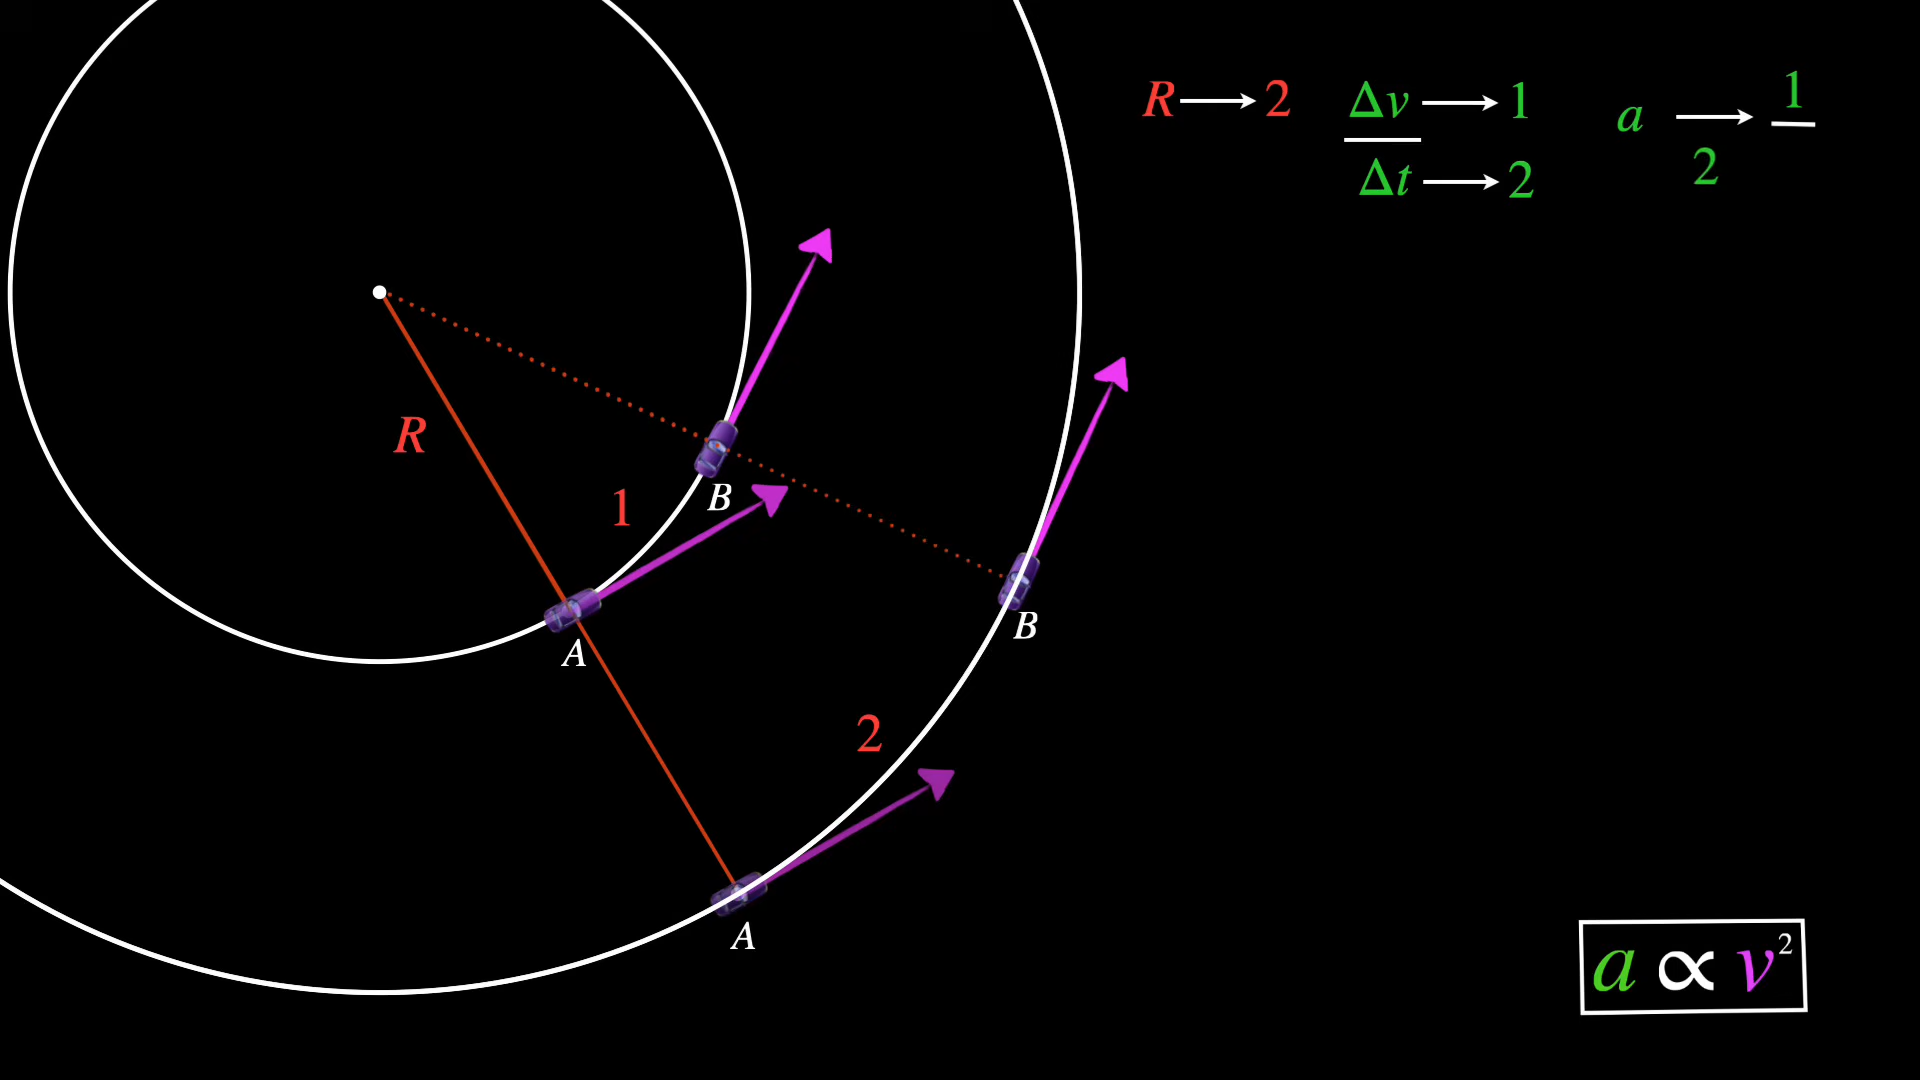 R → 2
Δv → 1
Δt → 2
a → 1
2
R
1
B
A
B
2
A
a ∝ v²